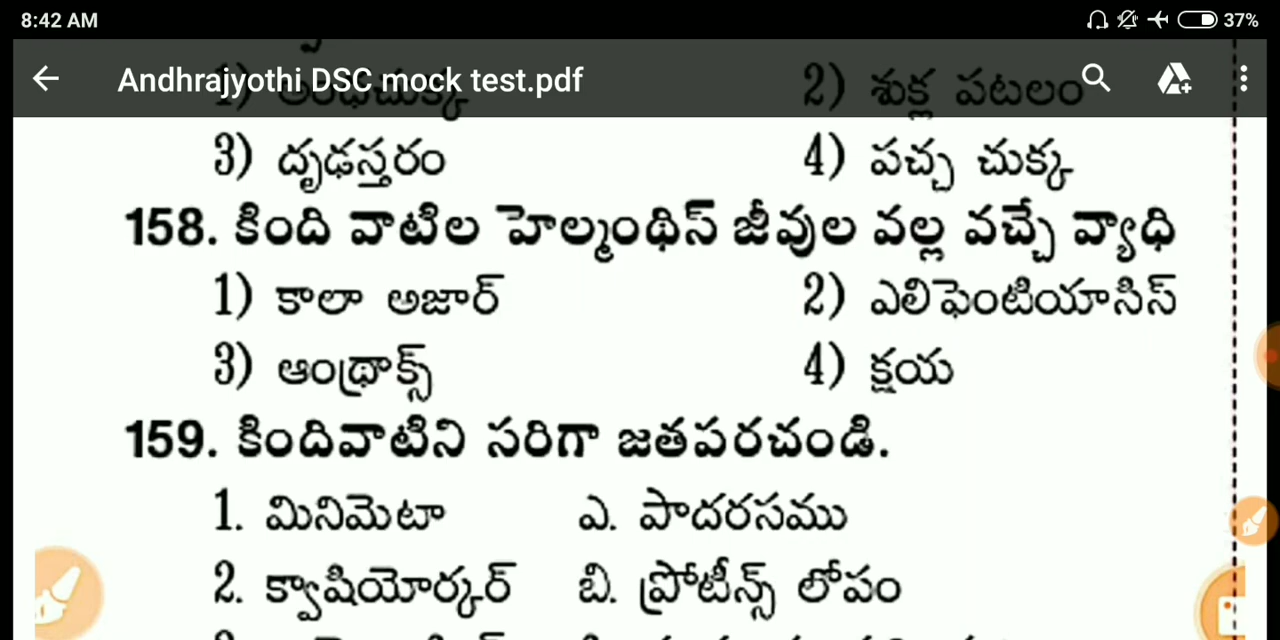 8:42 AM 37%
Andhrajyothi DSC mock test.pdf
2) శుక్ల పటలం
3) దృఢస్తరం 4) పచ్చ చుక్క
158. కింది వాటిల హెల్మంథిస్ జీవుల వల్ల వచ్చే వ్యాధి
1) కాలా అజార్ 2) ఎలిఫెంటియాసిస్
3) ఆంథ్రాక్స్ 4) క్షయ
159. కిందివాటిని సరిగా జతపరచండి.
1. మినిమెటా ఎ. పాదరసము
2. క్వాషియోర్కర్ బి. ప్రోటీన్స్ లోపం